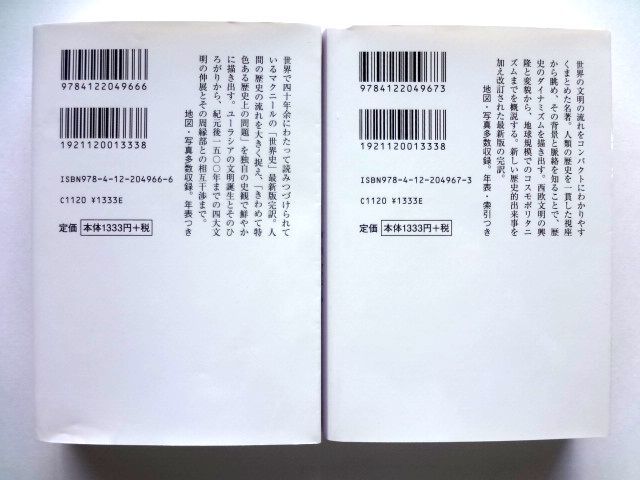 9784122049666
1921120013338
ISBN978-4-12-204966-6
C1120 ¥1333E
定価 本体1333円+税
世界で四十年余にわたって読みつづけられて
いるマクニールの「世界史」最新版完訳。人
間の歴史の流れを大きく捉え、「きわめて特
色ある歴史上の問題」を独自の史観で鮮やか
に描き出す。ユーラシアの文明誕生とそのひ
ろがりから、紀元後一五〇〇年までの四大文
明の伸展とその周縁部との相互干渉まで。
地図・写真多数収録。年表つき
9784122049673
1921120013338
ISBN978-4-12-204967-3
C1120 ¥1333E
定価 本体1333円+税
世界の文明の流れをコンパクトにわかりやす
くまとめた名著。人類の歴史を一貫した視座
から眺め、その背景と脈絡を知ることで、歴
史のダイナミズムを描き出す。西欧文明の興
隆と変貌から、地球規模でのコスモポリタニ
ズムまでを概説する。新しい歴史的出来事を
加え改訂された最新版の完訳。
地図・写真多数収録。年表・索引つき